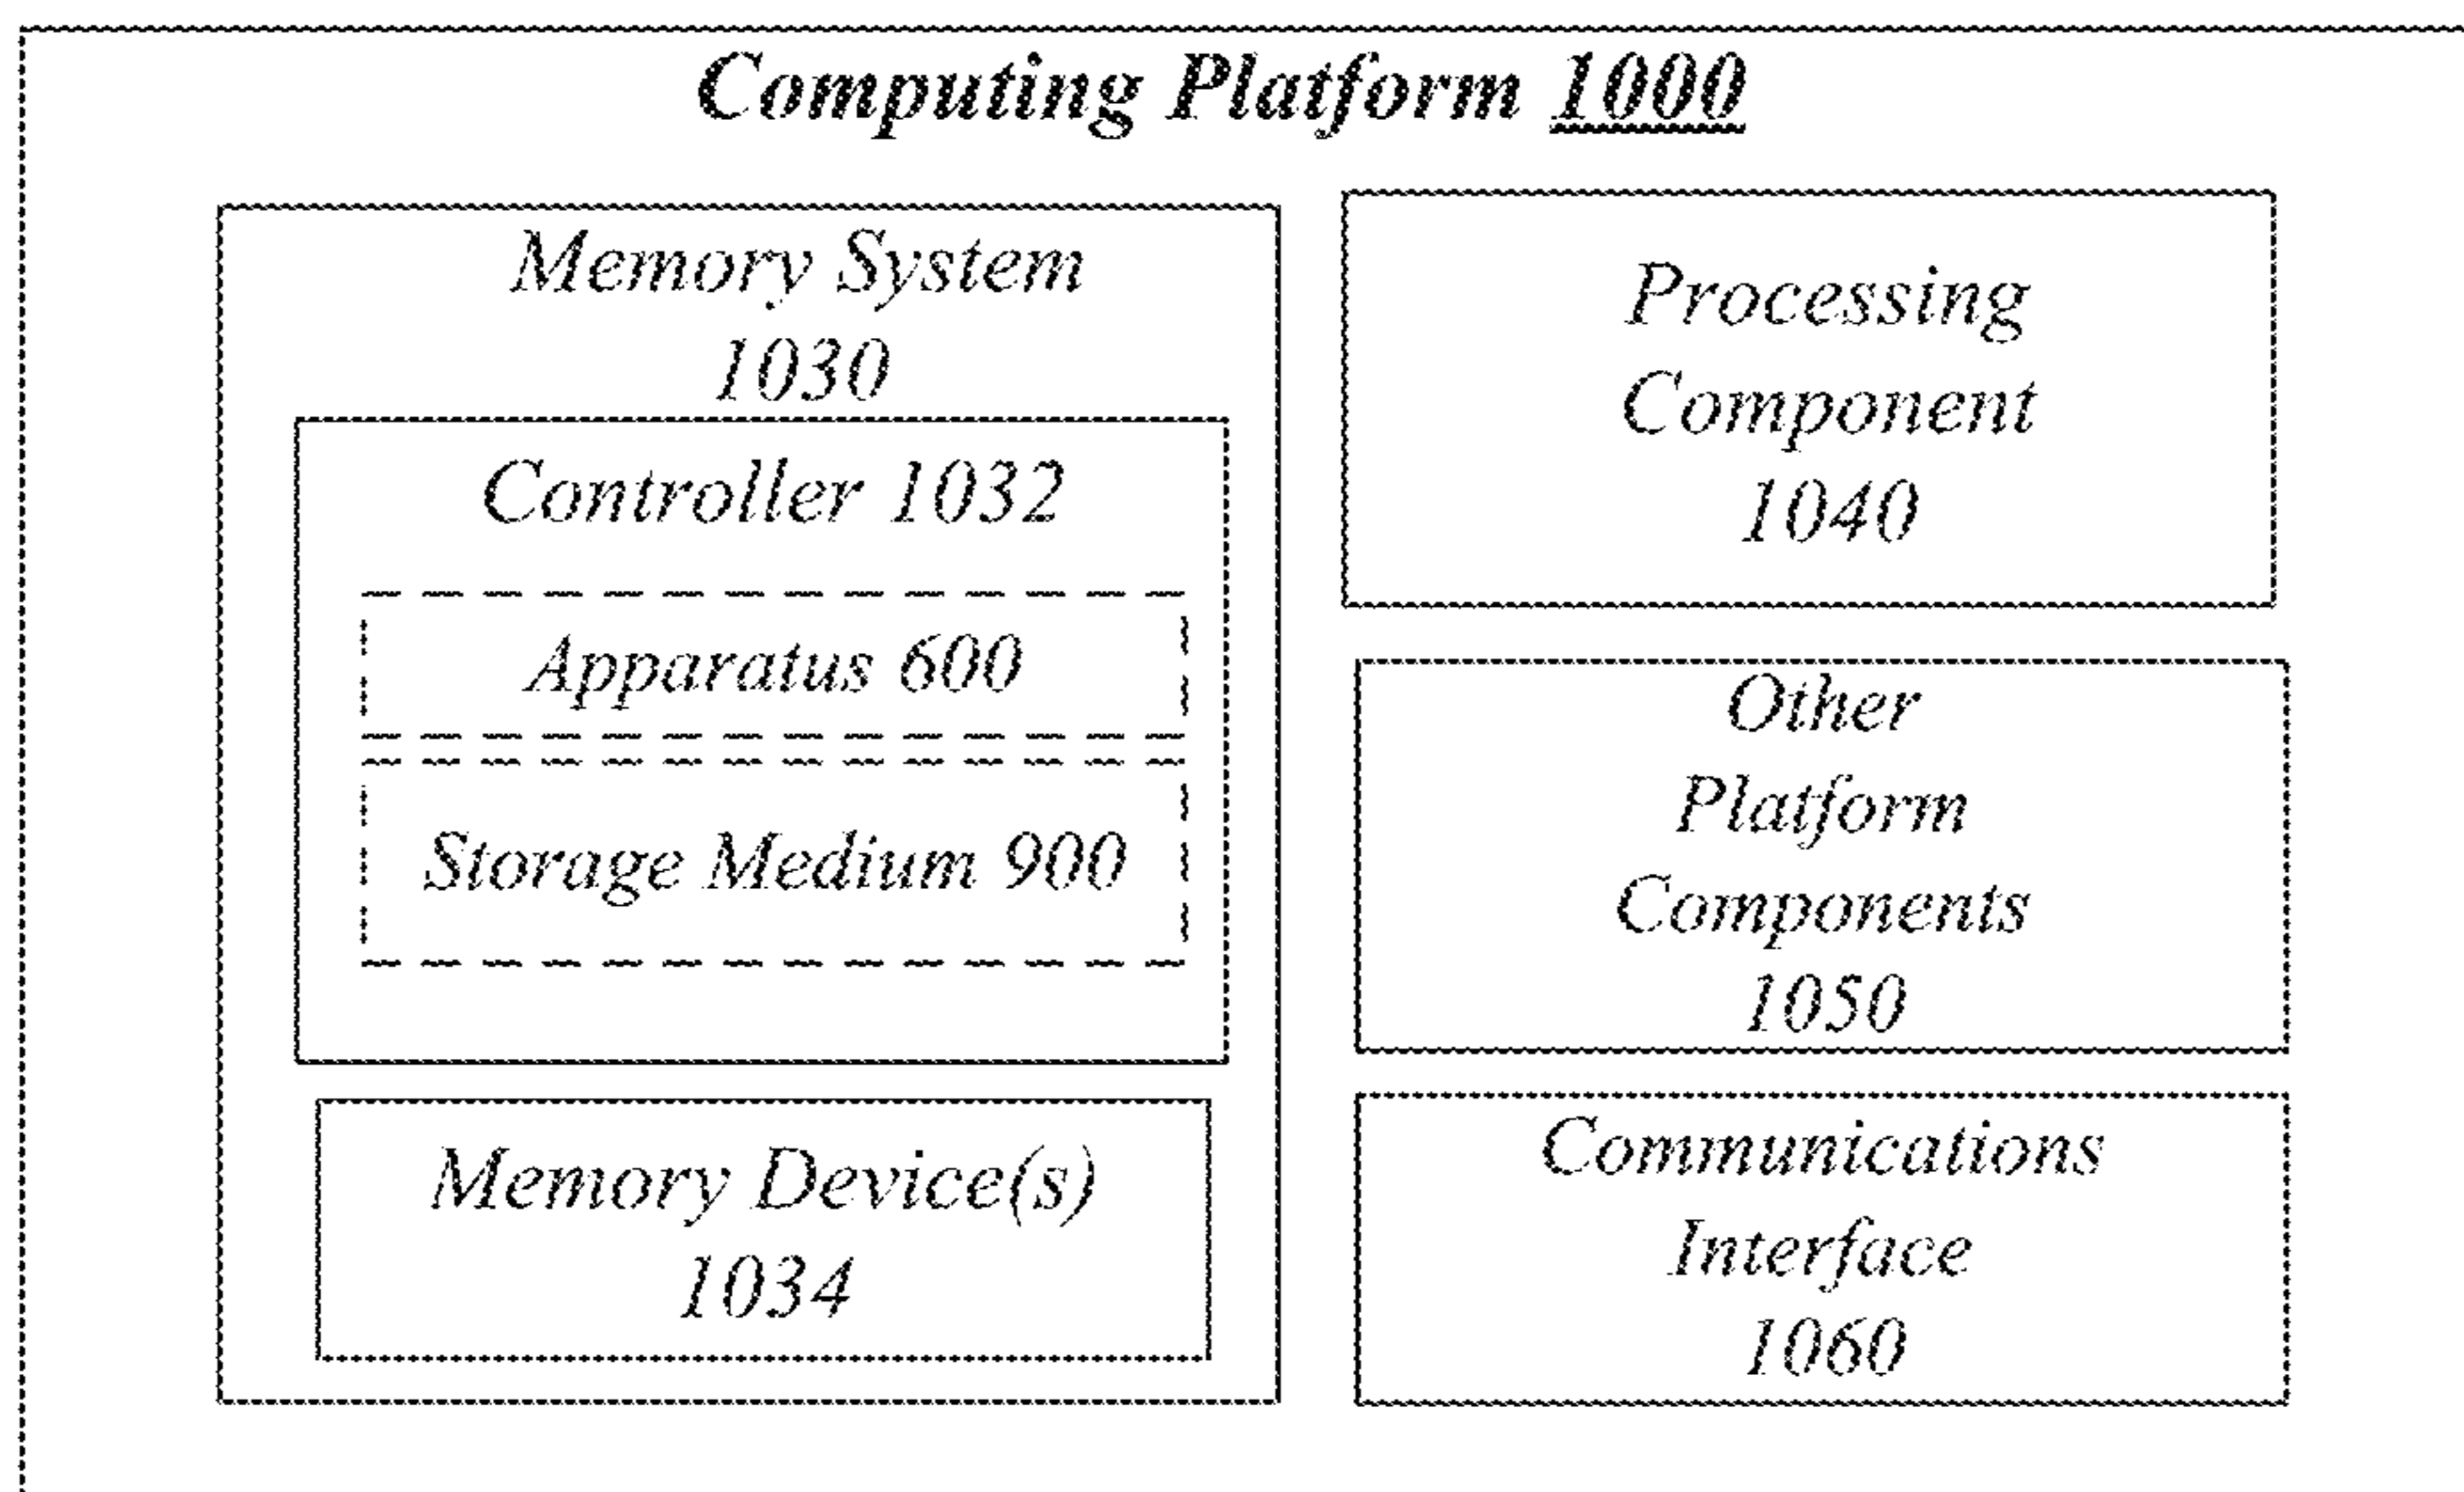 Computing Platform 1000
Memory System
1030
Controller 1032
Apparatus 600
Storage Medium 900
Memory Device(s)
1034
Processing
Component
1040
Other
Platform
Components
1050
Communications
Interface
1060